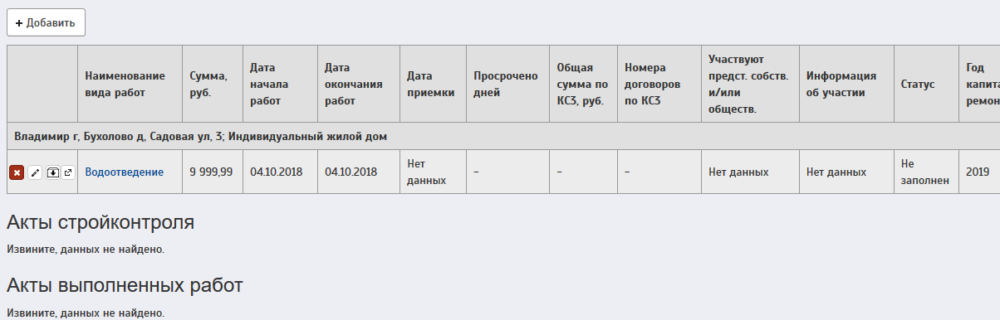 + Добавить
Наименование вида работ
Сумма, руб.
Дата начала работ
Дата окончания работ
Дата приемки
Просрочено дней
Общая сумма по КС3, руб.
Номера договоров по КС3
Участвуют предст. собств. и/или обществ.
Информация об участии
Статус
Год капита ремон
Владимир г, Бухолово д, Садовая ул, 3; Индивидуальный жилой дом
Водоотведение 9 999,99 04.10.2018 04.10.2018 Нет данных – – – Нет данных Нет данных Не заполнен 2019
Акты стройконтроля
Извините, данных не найдено.
Акты выполненных работ
Извините, данных не найдено.